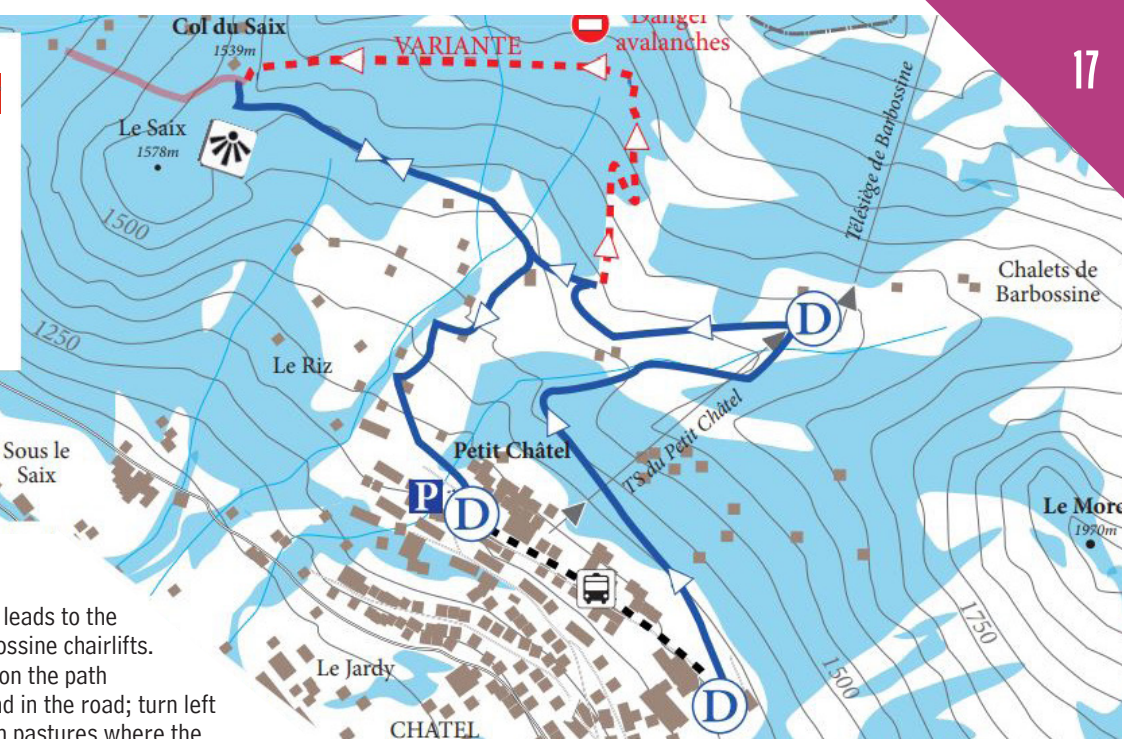 17
Col du Saix
1539m
VARIANTE
Danger
avalanches
Télésiège de Barbossine
Le Saix
1578m
1500
Chalets de
Barbossine
D
1250
Le Riz
TS du Petit Châtel
Sous le
Saix
Petit Châtel
P
D
Le Morc
1970m
leads to the
ossine chairlifts.
on the path
d in the road; turn left
pastures where the
Le Jardy
1750
1500
D
CHATEL